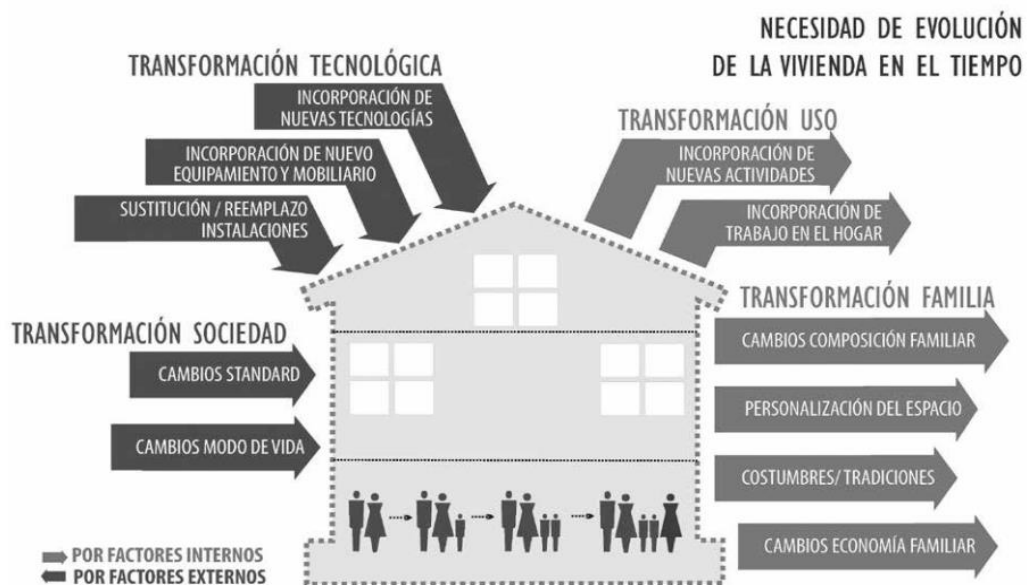 NECESIDAD DE EVOLUCIÓN
DE LA VIVIENDA EN EL TIEMPO
TRANSFORMACIÓN TECNOLÓGICA
INCORPORACIÓN DE
NUEVAS TECNOLOGÍAS
INCORPORACIÓN DE NUEVO
EQUIPAMIENTO Y MOBILIARIO
SUSTITUCIÓN / REEMPLAZO
INSTALACIONES
TRANSFORMACIÓN USO
INCORPORACIÓN DE
NUEVAS ACTIVIDADES
INCORPORACIÓN DE
TRABAJO EN EL HOGAR
TRANSFORMACIÓN SOCIEDAD
CAMBIOS STANDARD
CAMBIOS MODO DE VIDA
TRANSFORMACIÓN FAMILIA
CAMBIOS COMPOSICIÓN FAMILIAR
PERSONALIZACIÓN DEL ESPACIO
COSTUMBRES/ TRADICIONES
CAMBIOS ECONOMÍA FAMILIAR
POR FACTORES INTERNOS
POR FACTORES EXTERNOS